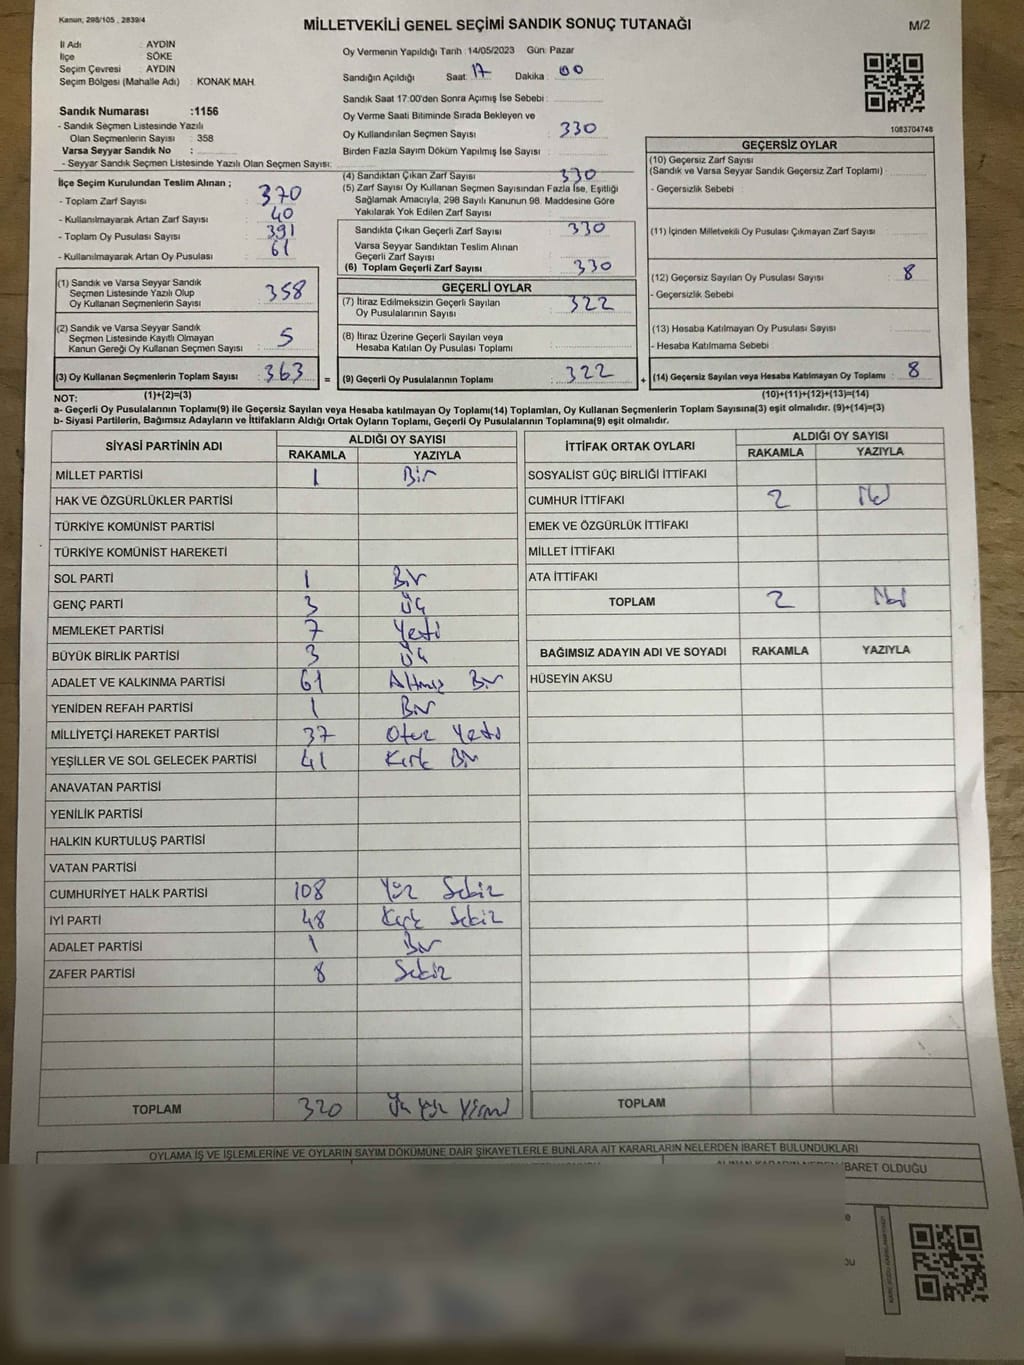 Kanun, 298/105 , 2839/4
MİLLETVEKİLİ GENEL SEÇİMİ SANDIK SONUÇ TUTANAĞI
M/2
İl Adı : AYDIN
İlçe SÖKE
Seçim Çevresi : AYDIN
Seçim Bölgesi (Mahalle Adı) : KONAK MAH.
Sandık Numarası :1156
- Sandık Seçmen Listesinde Yazılı
Olan Seçmenlerin Sayısı : 358
Varsa Seyyar Sandık No :
- Seyyar Sandık Seçmen Listesinde Yazılı Olan Seçmen Sayısı:
Oy Vermenin Yapıldığı Tarih : 14/05/2023 Gün: Pazar
Sandığın Açıldığı Saat: 17 Dakika : 00
Sandık Saat 17:00'den Sonra Açımış İse Sebebi :
Oy Verme Saati Bitiminde Sırada Bekleyen ve
Oy Kullandırılan Seçmen Sayısı : 330
Birden Fazla Sayım Döküm Yapılmış İse Sayısı :
1083704748
İlçe Seçim Kurulundan Teslim Alınan ;
- Toplam Zarf Sayısı : 370
- Kullanılmayarak Artan Zarf Sayısı : 40
- Toplam Oy Pusulası Sayısı : 391
- Kullanılmayarak Artan Oy Pusulası : 61
(1) Sandık ve Varsa Seyyar Sandık
Seçmen Listesinde Yazılı Olup
Oy Kullanan Seçmenlerin Sayısı : 358
(2) Sandık ve Varsa Seyyar Sandık
Seçmen Listesinde Kayıtlı Olmayan
Kanun Gereği Oy Kullanan Seçmen Sayısı : 5
(3) Oy Kullanan Seçmenlerin Toplam Sayısı : 363
(4) Sandıktan Çıkan Zarf Sayısı : 330
(5) Zarf Sayısı Oy Kullanan Seçmen Sayısından Fazla İse, Eşitliği
Sağlamak Amacıyla, 298 Sayılı Kanunun 98. Maddesine Göre
Yakılarak Yok Edilen Zarf Sayısı :
Sandıkta Çıkan Geçerli Zarf Sayısı : 330
Varsa Seyyar Sandıktan Teslim Alınan
Geçerli Zarf Sayısı :
(6) Toplam Geçerli Zarf Sayısı : 330
GEÇERLİ OYLAR
(7) İtiraz Edilmeksizin Geçerli Sayılan
Oy Pusulalarının Sayısı : 322
(8) İtiraz Üzerine Geçerli Sayılan veya
Hesaba Katılan Oy Pusulası Toplamı :
= (9) Geçerli Oy Pusulalarının Toplamı : 322
GEÇERSİZ OYLAR
(10) Geçersiz Zarf Sayısı
(Sandık ve Varsa Seyyar Sandık Geçersiz Zarf Toplamı) :
- Geçersizlik Sebebi :
(11) İçinden Milletvekili Oy Pusulası Çıkmayan Zarf Sayısı :
(12) Geçersiz Sayılan Oy Pusulası Sayısı : 8
- Geçersizlik Sebebi :
(13) Hesaba Katılmayan Oy Pusulası Sayısı :
- Hesaba Katılmama Sebebi :
+ (14) Geçersiz Sayılan veya Hesaba Katılmayan Oy Toplamı : 8
NOT: (1)+(2)=(3) (10)+(11)+(12)+(13)=(14)
a- Geçerli Oy Pusulalarının Toplamı(9) ile Geçersiz Sayılan veya Hesaba katılmayan Oy Toplamı(14) Toplamları, Oy Kullanan Seçmenlerin Toplam Sayısına(3) eşit olmalıdır. (9)+(14)=(3)
b- Siyasi Partilerin, Bağımsız Adayların ve İttifakların Aldığı Ortak Oyların Toplamı, Geçerli Oy Pusulalarının Toplamına(9) eşit olmalıdır.
SİYASİ PARTİNİN ADI ALDIĞI OY SAYISI
RAKAMLA YAZIYLA
MİLLET PARTİSİ 1 Bir
HAK VE ÖZGÜRLÜKLER PARTİSİ
TÜRKİYE KOMÜNİST PARTİSİ
TÜRKİYE KOMÜNİST HAREKETİ
SOL PARTİ 1 Bir
GENÇ PARTİ 3 Üç
MEMLEKET PARTİSİ 7 Yedi
BÜYÜK BİRLİK PARTİSİ 3 Üç
ADALET VE KALKINMA PARTİSİ 61 Altmış Bir
YENİDEN REFAH PARTİSİ 1 Bir
MİLLİYETÇİ HAREKET PARTİSİ 37 Otuz Yedi
YEŞİLLER VE SOL GELECEK PARTİSİ 41 Kırk Bir
ANAVATAN PARTİSİ
YENİLİK PARTİSİ
HALKIN KURTULUŞ PARTİSİ
VATAN PARTİSİ
CUMHURİYET HALK PARTİSİ 108 Yüz Sekiz
İYİ PARTİ 48 Kırk Sekiz
ADALET PARTİSİ 1 Bir
ZAFER PARTİSİ 8 Sekiz
TOPLAM 320 Üç Yüz Yirmi
İTTİFAK ORTAK OYLARI ALDIĞI OY SAYISI
RAKAMLA YAZIYLA
SOSYALİST GÜÇ BİRLİĞİ İTTİFAKI
CUMHUR İTTİFAKI 2 İki
EMEK VE ÖZGÜRLÜK İTTİFAKI
MİLLET İTTİFAKI
ATA İTTİFAKI
TOPLAM 2 İki
BAĞIMSIZ ADAYIN ADI VE SOYADI RAKAMLA YAZIYLA
HÜSEYİN AKSU
TOPLAM
OYLAMA İŞ VE İŞLEMLERİNE VE OYLARIN SAYIM DÖKÜMÜNE DAİR ŞİKAYETLERLE BUNLARA AİT KARARLARIN NELERDEN İBARET BULUNDUKLARI
İBARET OLDUĞU